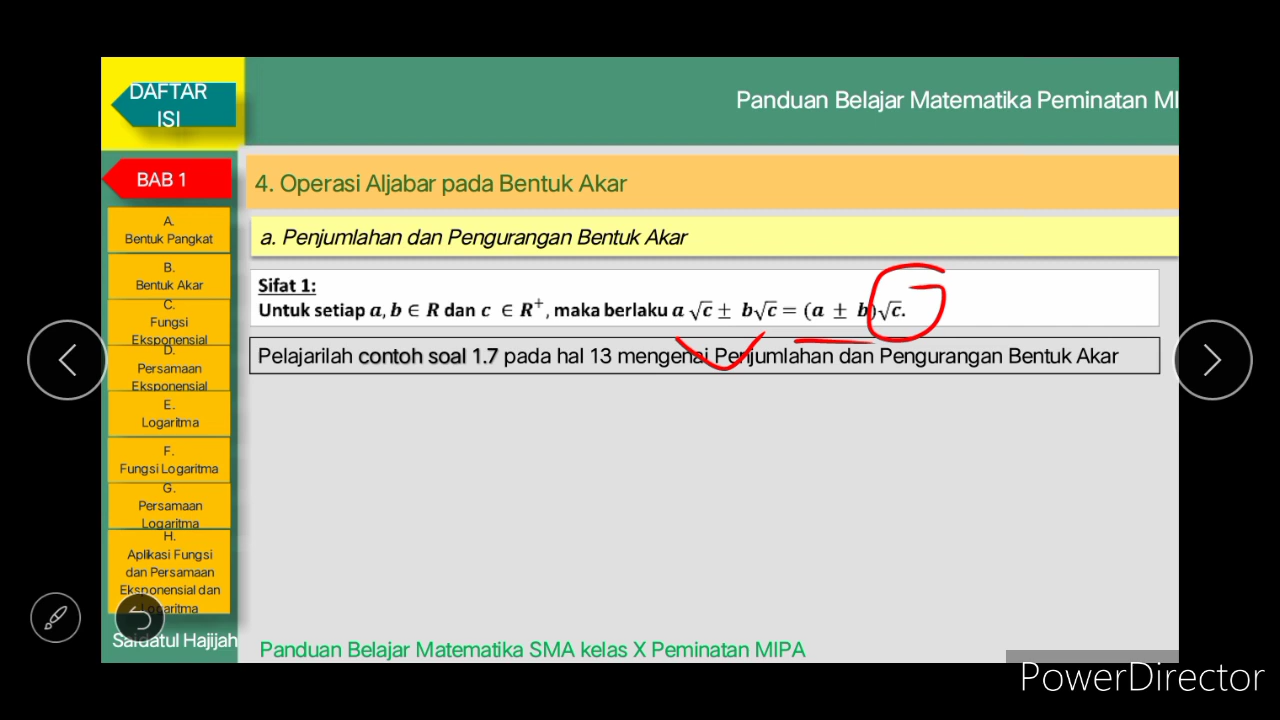 DAFTAR
ISI
Panduan Belajar Matematika Peminatan MI
BAB 1
4. Operasi Aljabar pada Bentuk Akar
A.
Bentuk Pangkat
a. Penjumlahan dan Pengurangan Bentuk Akar
B.
Bentuk Akar
Sifat 1:
Untuk setiap a, b ∈ R dan c ∈ R⁺, maka berlaku a √c ± b√c = (a ± b)√c.
C.
Fungsi
Eksponensial
Pelajarilah contoh soal 1.7 pada hal 13 mengenai Penjumlahan dan Pengurangan Bentuk Akar
D.
Persamaan
Eksponensial
E.
Logaritma
F.
Fungsi Logaritma
G.
Persamaan
Logaritma
H.
Aplikasi Fungsi
dan Persamaan
Eksponensial dan
Logaritma
Saidatul Hajijah
Panduan Belajar Matematika SMA kelas X Peminatan MIPA
PowerDirector